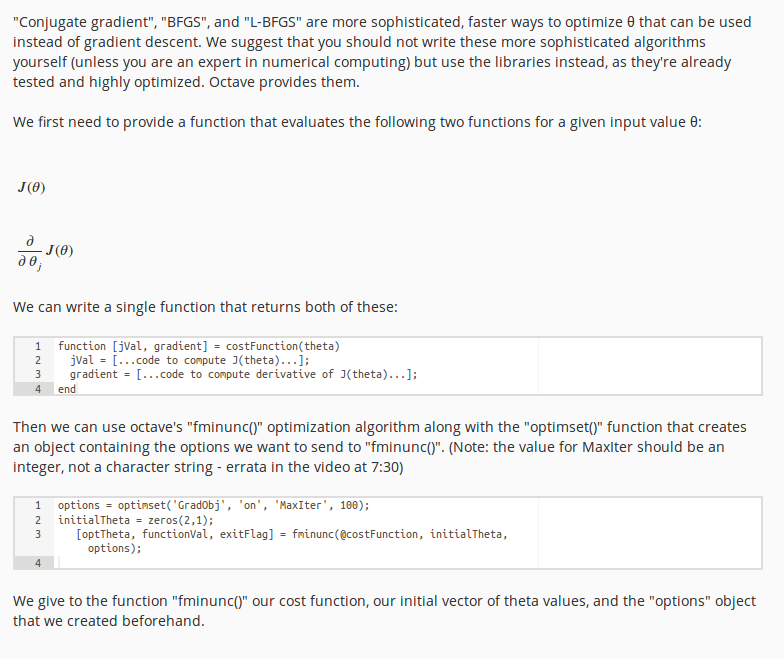 "Conjugate gradient", "BFGS", and "L-BFGS" are more sophisticated, faster ways to optimize θ that can be used
instead of gradient descent. We suggest that you should not write these more sophisticated algorithms
yourself (unless you are an expert in numerical computing) but use the libraries instead, as they're already
tested and highly optimized. Octave provides them.
We first need to provide a function that evaluates the following two functions for a given input value θ:
J(θ)
∂/∂θj J(θ)
We can write a single function that returns both of these:
1 function [jVal, gradient] = costFunction(theta)
2   jVal = [...code to compute J(theta)...];
3   gradient = [...code to compute derivative of J(theta)...];
4 end
Then we can use octave's "fminunc()" optimization algorithm along with the "optimset()" function that creates
an object containing the options we want to send to "fminunc()". (Note: the value for MaxIter should be an
integer, not a character string - errata in the video at 7:30)
1 options = optimset('GradObj', 'on', 'MaxIter', 100);
2 initialTheta = zeros(2,1);
3    [optTheta, functionVal, exitFlag] = fminunc(@costFunction, initialTheta,
options);
4
We give to the function "fminunc()" our cost function, our initial vector of theta values, and the "options" object
that we created beforehand.